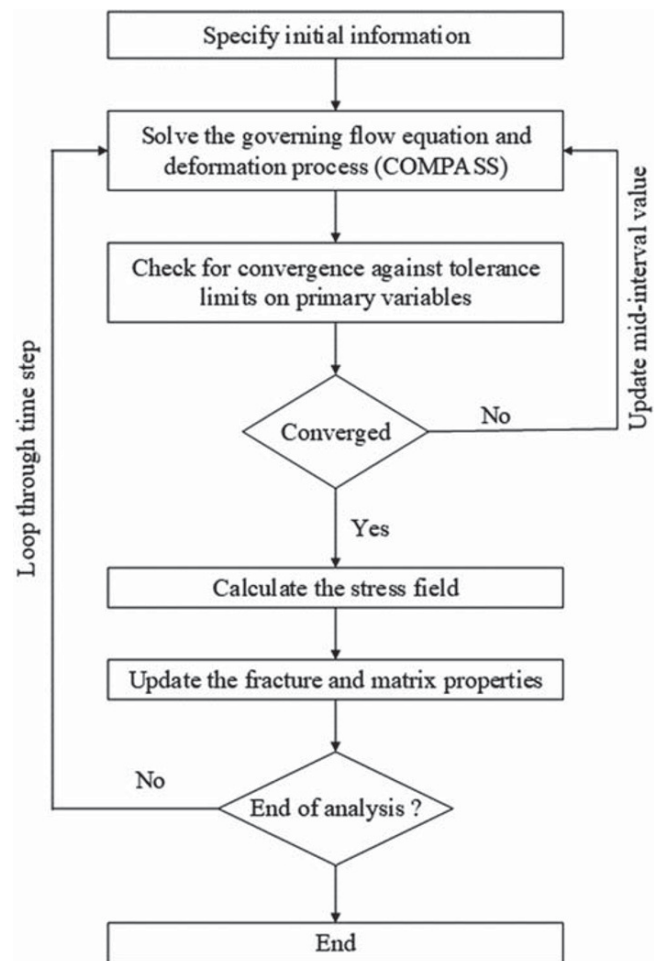 Specify initial information
Solve the governing flow equation and
deformation process (COMPASS)
Check for convergence against tolerance
limits on primary variables
Converged
No
Update mid-interval value
Yes
Loop through time step
Calculate the stress field
Update the fracture and matrix properties
No
End of analysis ?
End